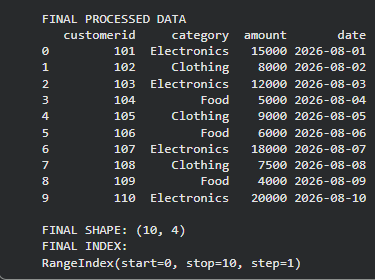 FINAL PROCESSED DATA
customerid category amount date
0 101 Electronics 15000 2026-08-01
1 102 Clothing 8000 2026-08-02
2 103 Electronics 12000 2026-08-03
3 104 Food 5000 2026-08-04
4 105 Clothing 9000 2026-08-05
5 106 Food 6000 2026-08-06
6 107 Electronics 18000 2026-08-07
7 108 Clothing 7500 2026-08-08
8 109 Food 4000 2026-08-09
9 110 Electronics 20000 2026-08-10
FINAL SHAPE: (10, 4)
FINAL INDEX:
RangeIndex(start=0, stop=10, step=1)